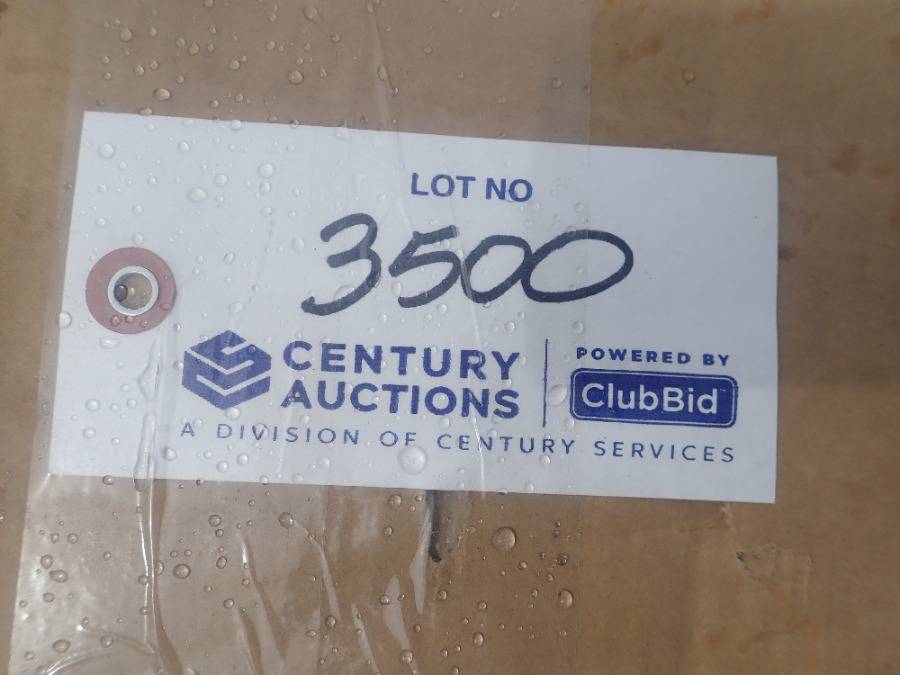 LOT NO
3500
CENTURY
AUCTIONS
POWERED BY
ClubBid
A DIVISION OF CENTURY SERVICES